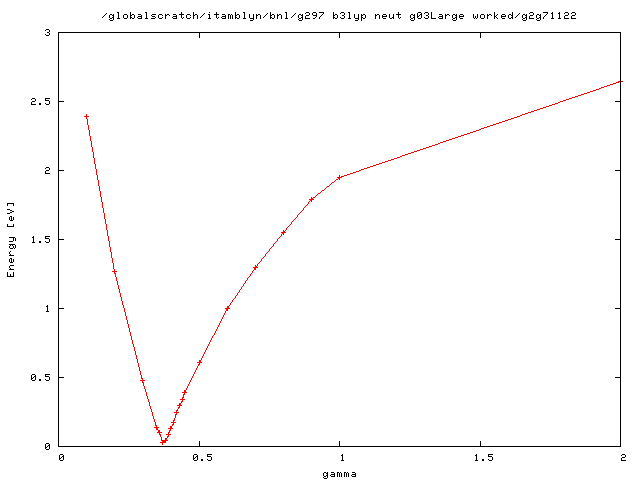 /globalscratch/itamblyn/bnl/g297 b3lyp neut g03Large worked/g2g71122
3
2.5
2
1.5
1
0.5
0
Energy [eV]
0 0.5 1 1.5 2
gamma